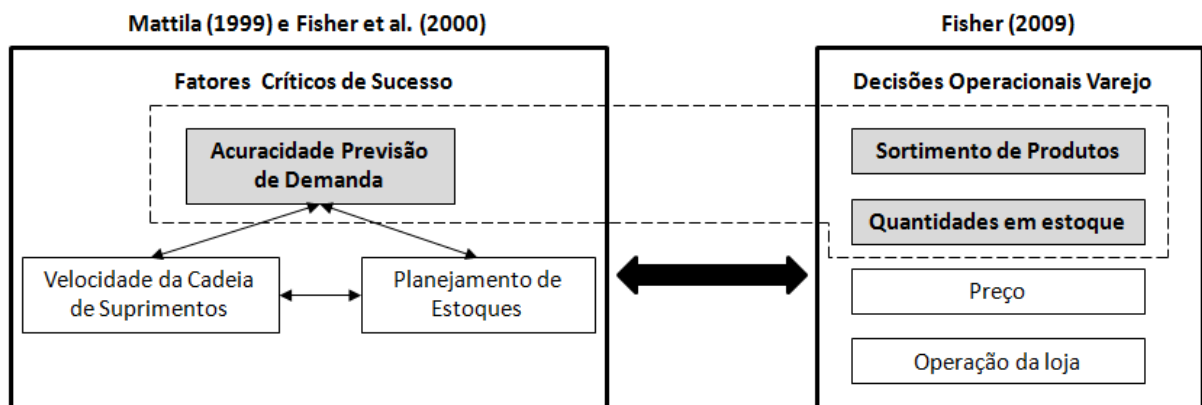 Mattila (1999) e Fisher et al. (2000)
Fatores Críticos de Sucesso
Acuracidade Previsão
de Demanda
Velocidade da Cadeia
de Suprimentos
Planejamento de
Estoques
Fisher (2009)
Decisões Operacionais Varejo
Sortimento de Produtos
Quantidades em estoque
Preço
Operação da loja